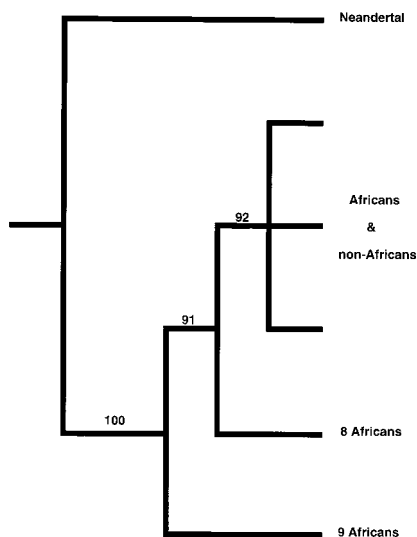 Neandertal
92
Africans
&
non-Africans
91
100
8 Africans
9 Africans